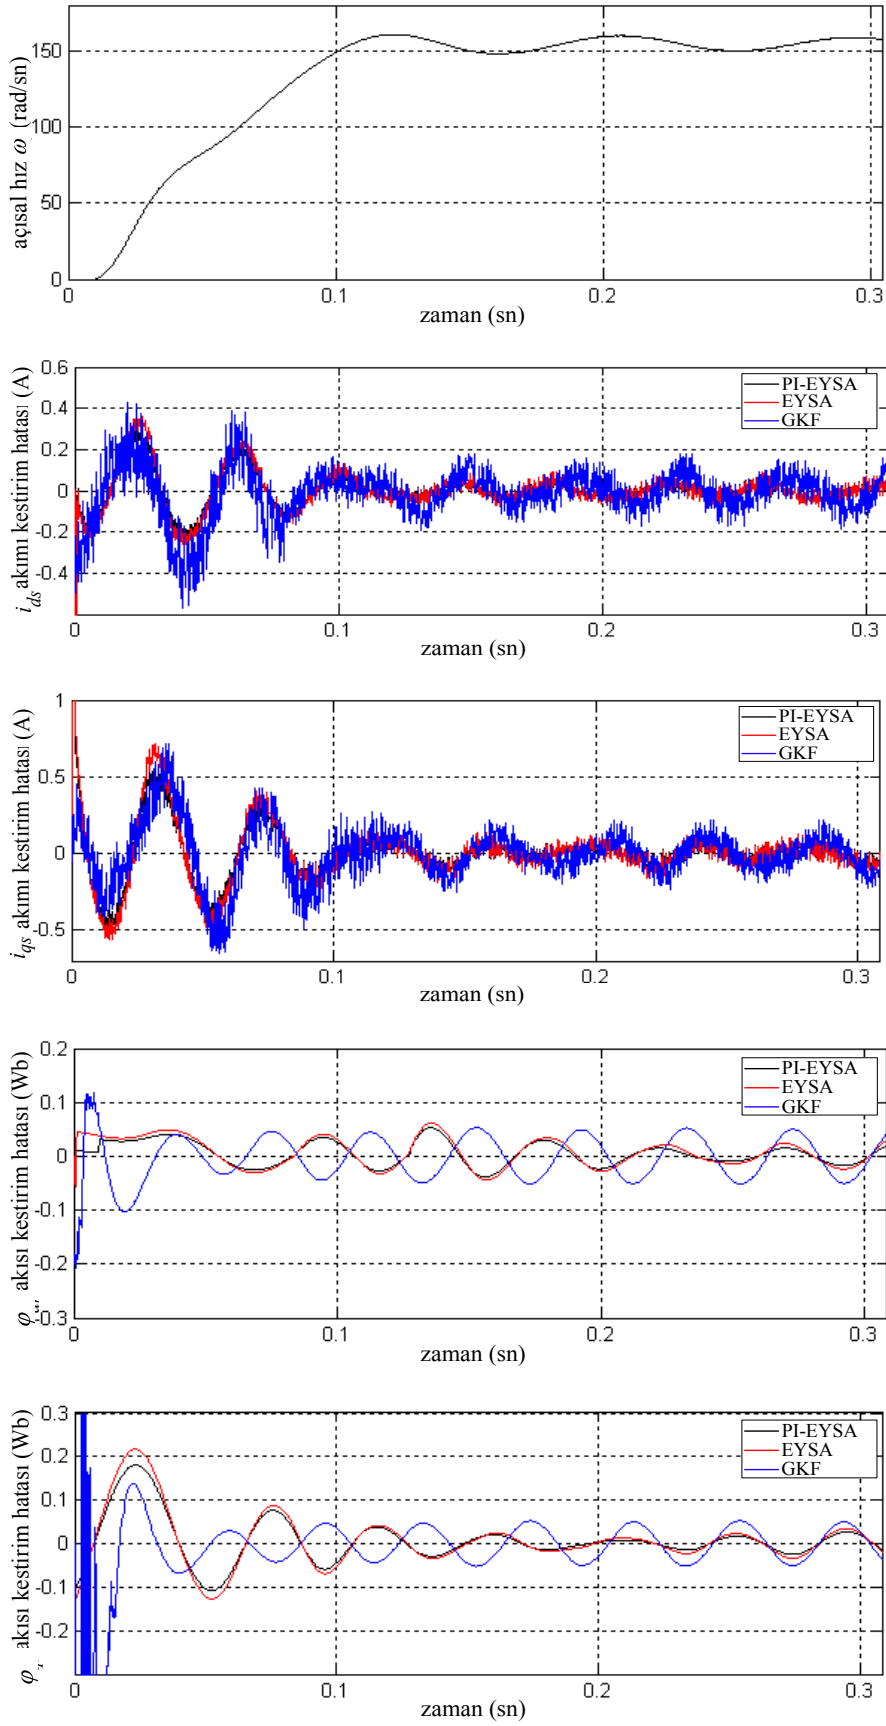 açısal hız ω (rad/sn)
150
100
50
0
0 0.1 0.2 0.3
zaman (sn)
i_ds akımı kestirim hatası (A)
0.6
0.4
0.2
0
-0.2
-0.4
PI-EYSA
EYSA
GKF
0 0.1 0.2 0.3
zaman (sn)
i_qs akımı kestirim hatası (A)
1
0.5
0
-0.5
PI-EYSA
EYSA
GKF
0 0.1 0.2 0.3
zaman (sn)
φ akısı kestirim hatası (Wb)
0.2
0.1
0
-0.1
-0.2
-0.3
PI-EYSA
EYSA
GKF
0 0.1 0.2 0.3
zaman (sn)
φ akısı kestirim hatası (Wb)
0.3
0.2
0.1
0
-0.1
-0.2
PI-EYSA
EYSA
GKF
0 0.1 0.2 0.3
zaman (sn)